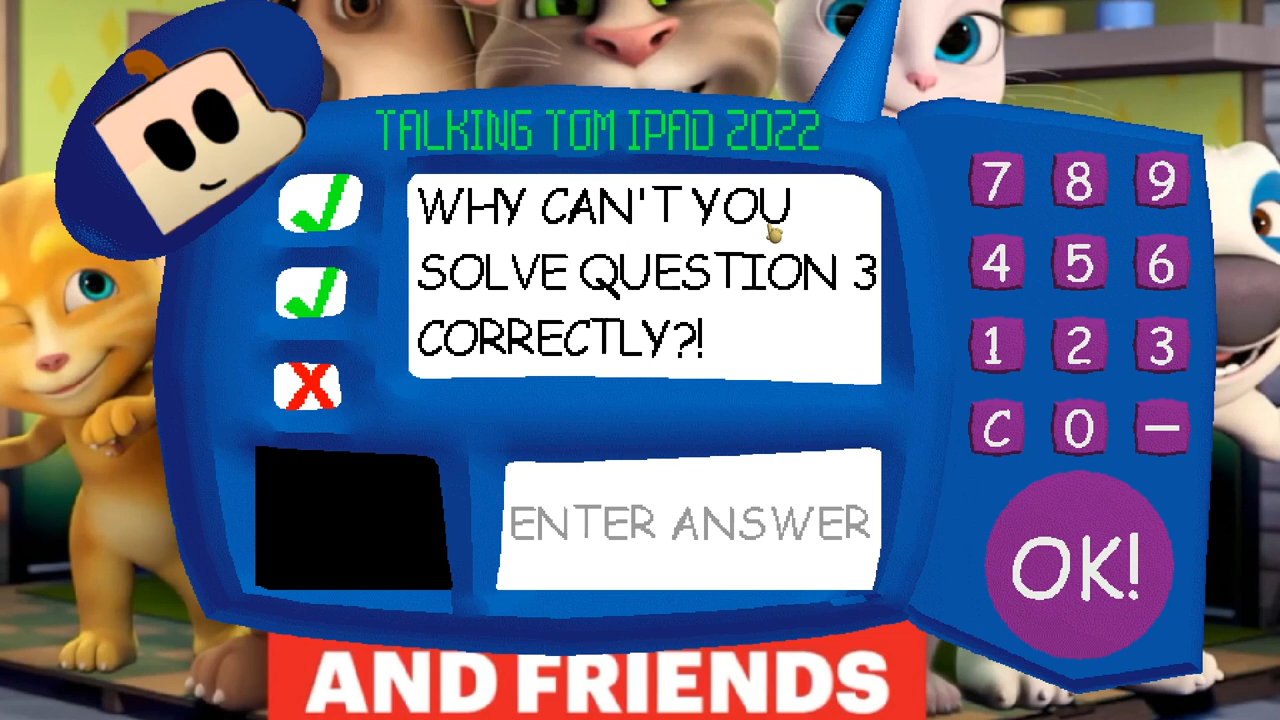 TALKING TOM IPAD 2022
WHY CAN'T YOU
SOLVE QUESTION 3
CORRECTLY?!
ENTER ANSWER
7 8 9
4 5 6
1 2 3
C 0 –
OK!
AND FRIENDS